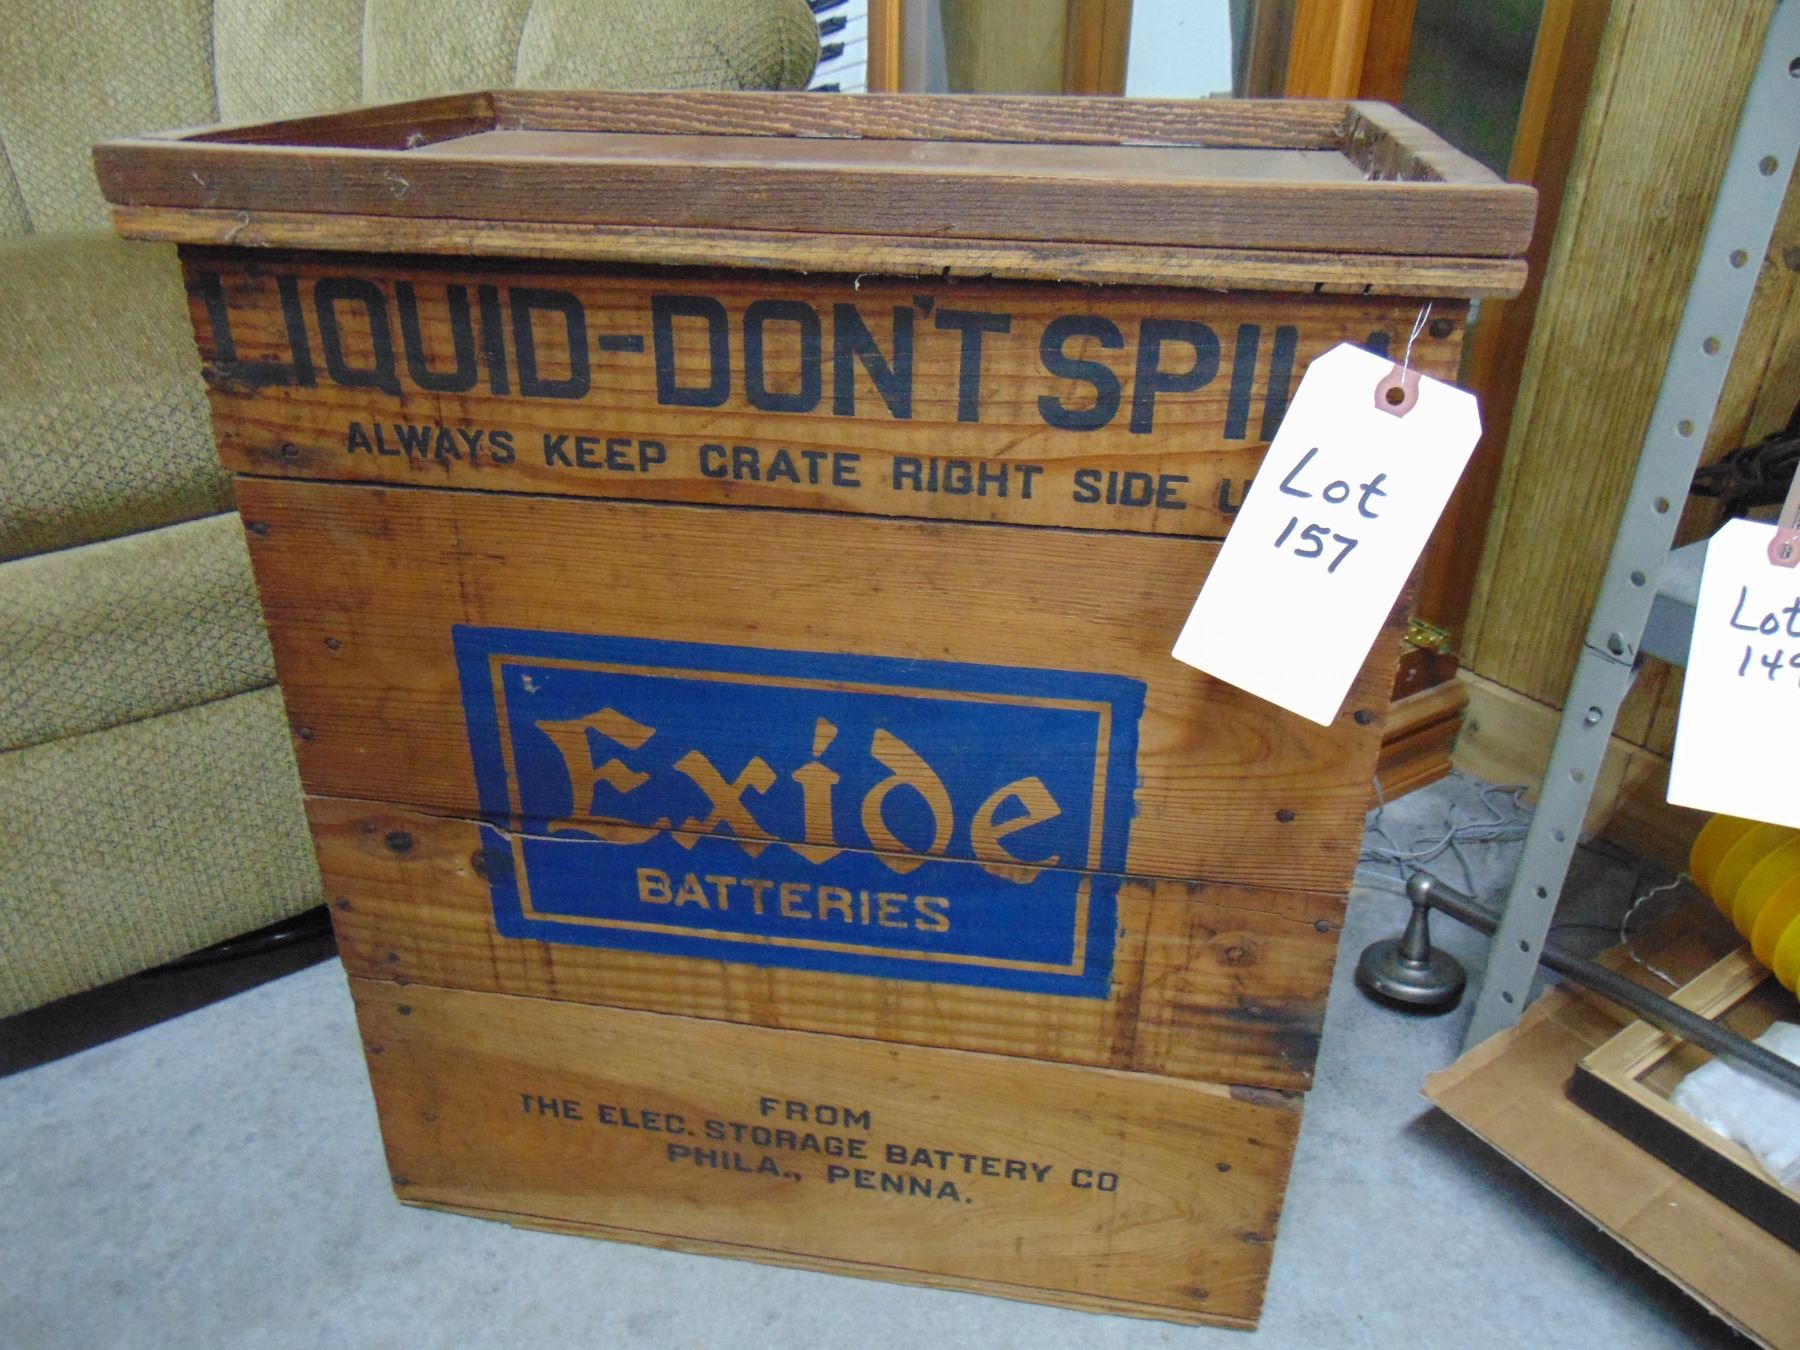 LIQUID-DON'T SPILL
ALWAYS KEEP CRATE RIGHT SIDE
Lot
157
Lot
Exide
BATTERIES
FROM
THE ELEC. STORAGE BATTERY CO
PHILA., PENNA.